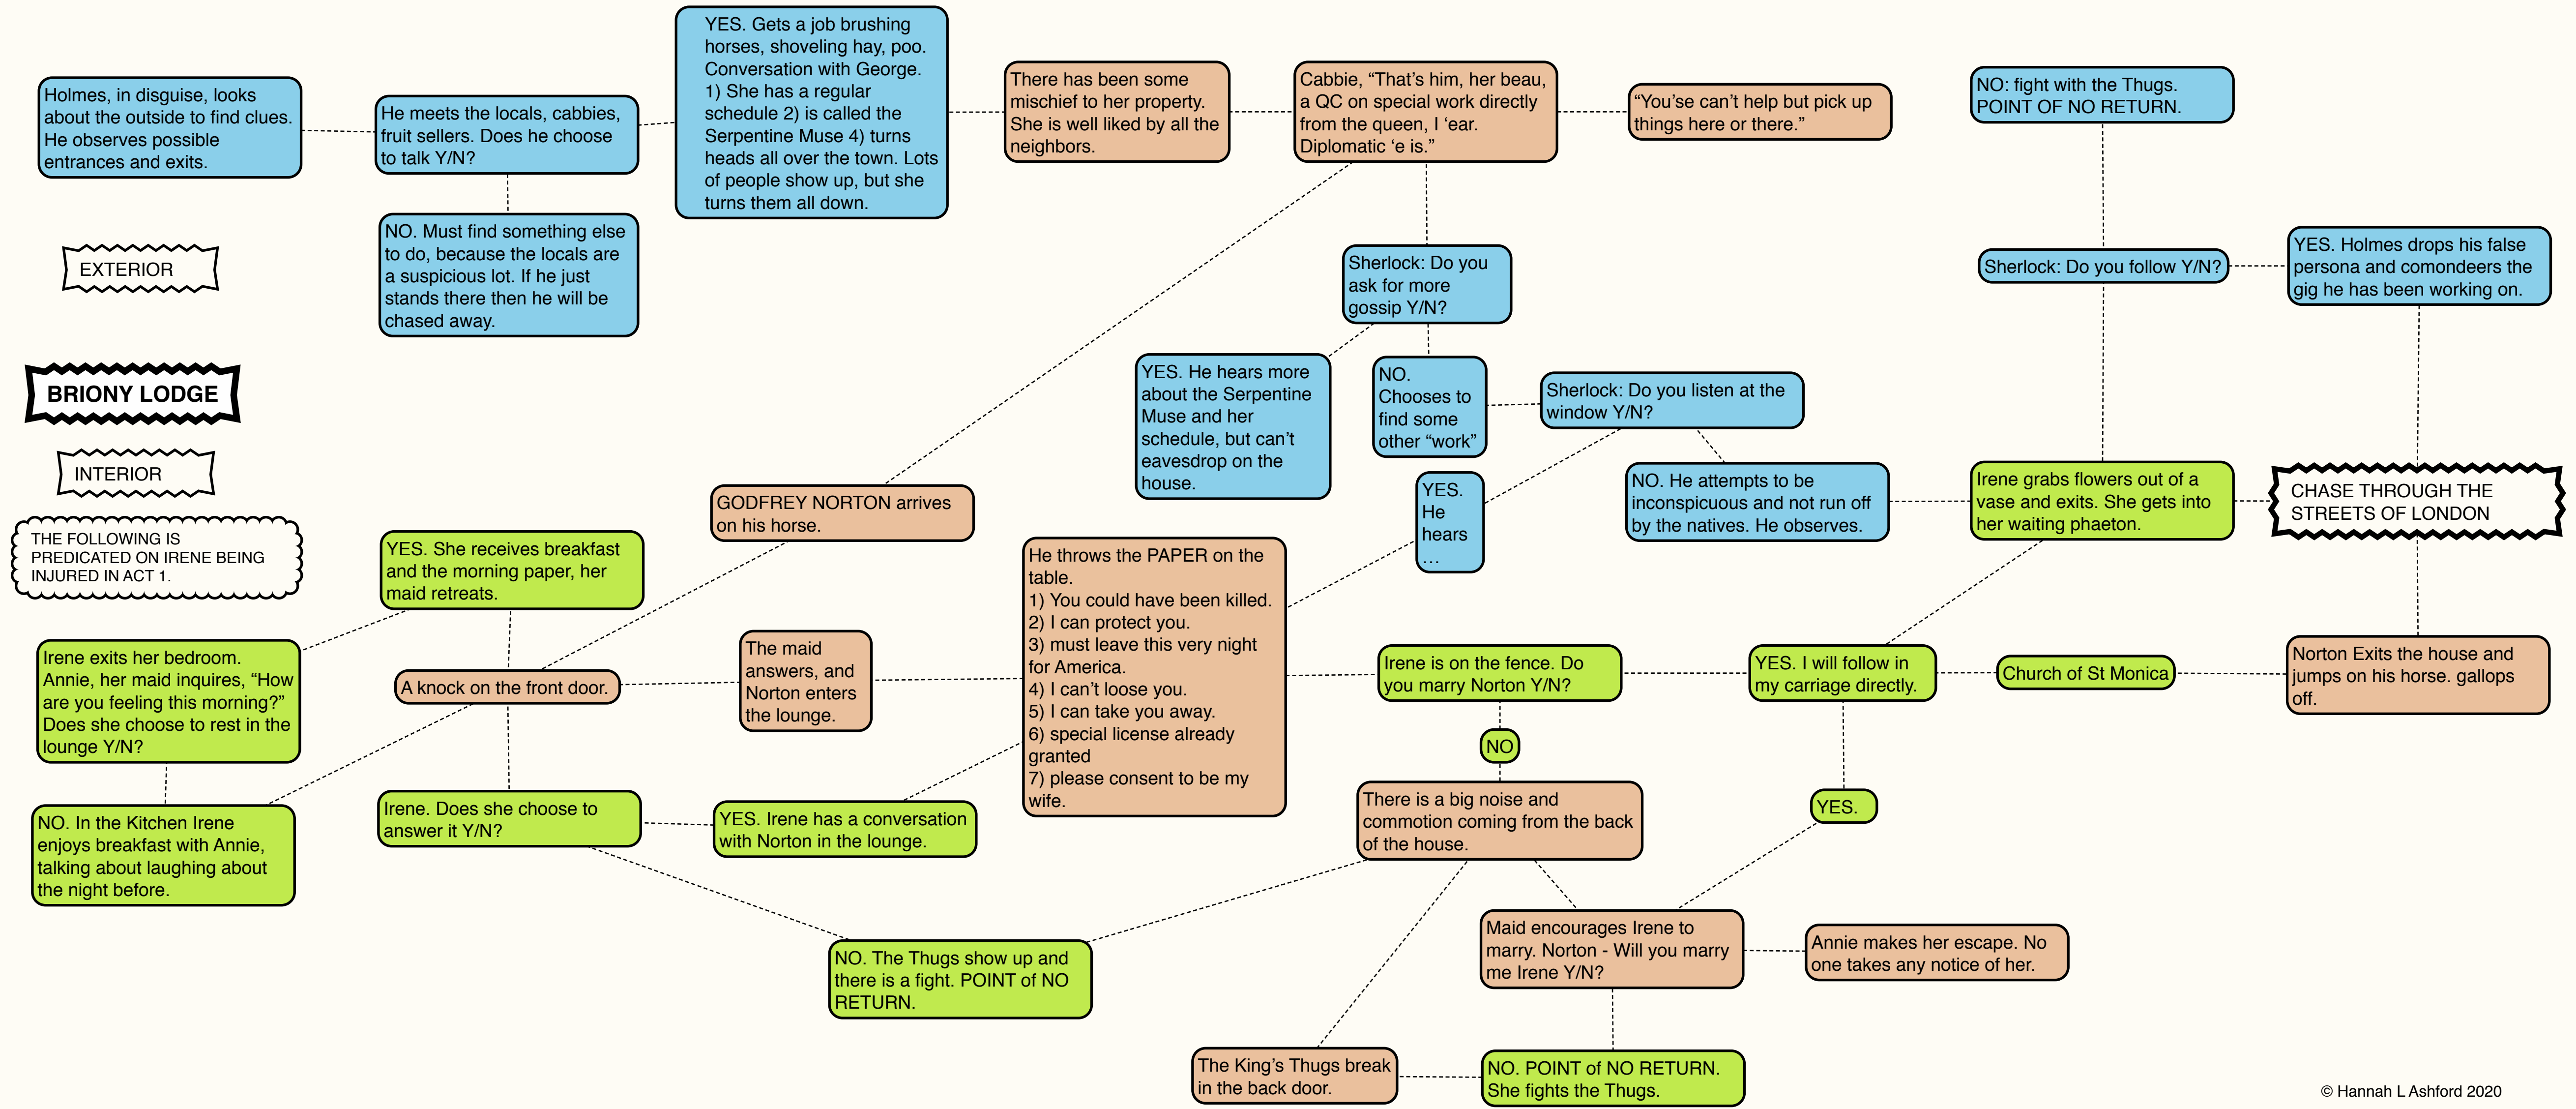 Holmes, in disguise, looks
about the outside to find clues.
He observes possible
entrances and exits.
He meets the locals, cabbies,
fruit sellers. Does he choose
to talk Y/N?
YES. Gets a job brushing
horses, shoveling hay, poo.
Conversation with George.
1) She has a regular
schedule 2) is called the
Serpentine Muse 4) turns
heads all over the town. Lots
of people show up, but she
turns them all down.
There has been some
mischief to her property.
She is well liked by all the
neighbors.
Cabbie, “That’s him, her beau,
a QC on special work directly
from the queen, I ‘ear.
Diplomatic ‘e is.”
“You’se can’t help but pick up
things here or there.”
NO: fight with the Thugs.
POINT OF NO RETURN.
NO. Must find something else
to do, because the locals are
a suspicious lot. If he just
stands there then he will be
chased away.
EXTERIOR
Sherlock: Do you
ask for more
gossip Y/N?
Sherlock: Do you follow Y/N?
YES. Holmes drops his false
persona and comondeers the
gig he has been working on.
BRIONY LODGE
YES. He hears more
about the Serpentine
Muse and her
schedule, but can’t
eavesdrop on the
house.
NO.
Chooses to
find some
other “work”
Sherlock: Do you listen at the
window Y/N?
INTERIOR
YES.
He
hears
…
NO. He attempts to be
inconspicuous and not run off
by the natives. He observes.
Irene grabs flowers out of a
vase and exits. She gets into
her waiting phaeton.
CHASE THROUGH THE
STREETS OF LONDON
GODFREY NORTON arrives
on his horse.
THE FOLLOWING IS
PREDICATED ON IRENE BEING
INJURED IN ACT 1.
YES. She receives breakfast
and the morning paper, her
maid retreats.
He throws the PAPER on the
table.
1) You could have been killed.
2) I can protect you.
3) must leave this very night
for America.
4) I can’t loose you.
5) I can take you away.
6) special license already
granted
7) please consent to be my
wife.
Irene exits her bedroom.
Annie, her maid inquires, “How
are you feeling this morning?”
Does she choose to rest in the
lounge Y/N?
A knock on the front door.
The maid
answers, and
Norton enters
the lounge.
Irene is on the fence. Do
you marry Norton Y/N?
YES. I will follow in
my carriage directly.
Church of St Monica
Norton Exits the house and
jumps on his horse. gallops
off.
NO
NO. In the Kitchen Irene
enjoys breakfast with Annie,
talking about laughing about
the night before.
Irene. Does she choose to
answer it Y/N?
YES. Irene has a conversation
with Norton in the lounge.
There is a big noise and
commotion coming from the back
of the house.
YES.
NO. The Thugs show up and
there is a fight. POINT of NO
RETURN.
Maid encourages Irene to
marry. Norton - Will you marry
me Irene Y/N?
Annie makes her escape. No
one takes any notice of her.
The King’s Thugs break
in the back door.
NO. POINT of NO RETURN.
She fights the Thugs.
© Hannah L Ashford 2020